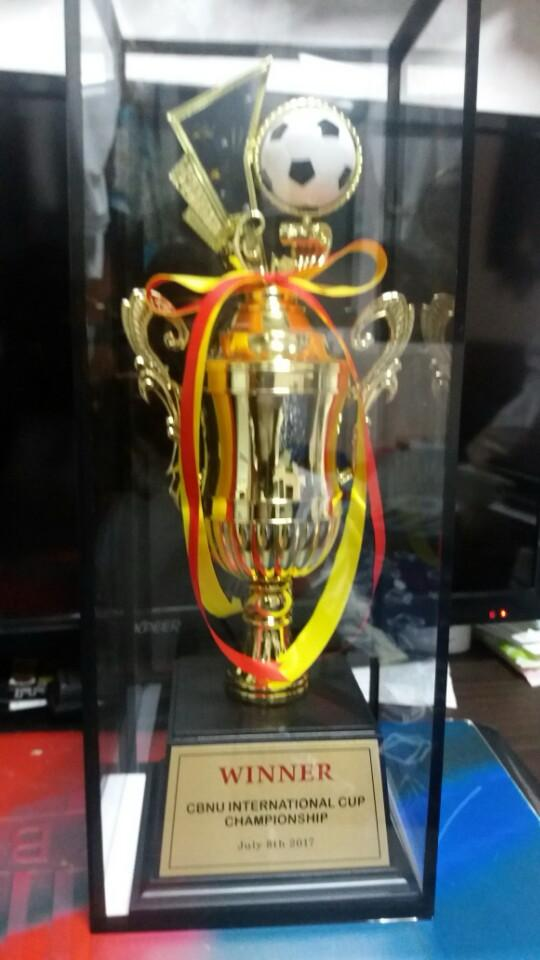 WINNER
CBNU INTERNATIONAL CUP
CHAMPIONSHIP
July 8th 2017